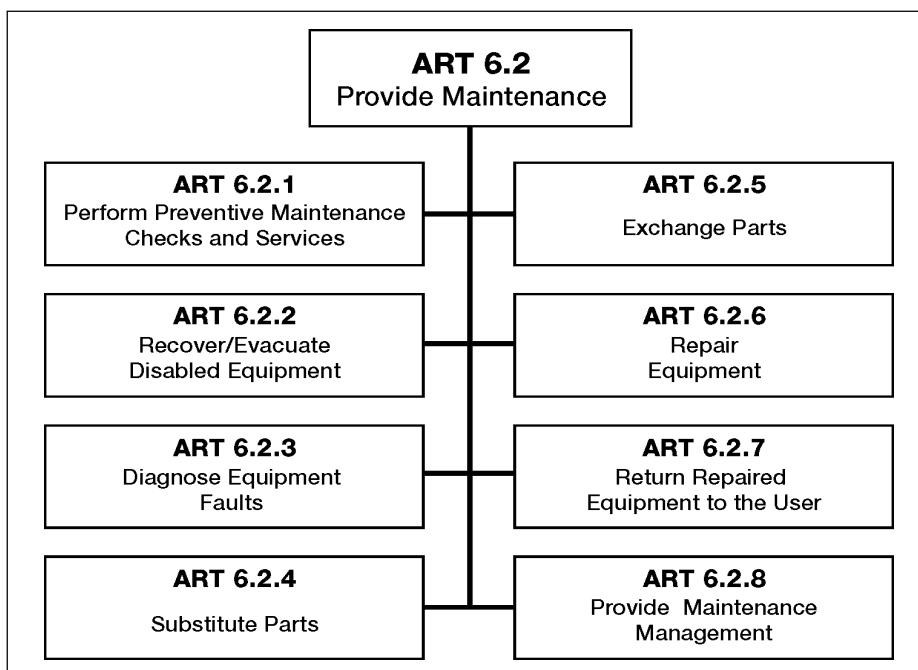 ART 6.2
Provide Maintenance
ART 6.2.1
Perform Preventive Maintenance
Checks and Services
ART 6.2.2
Recover/Evacuate
Disabled Equipment
ART 6.2.3
Diagnose Equipment
Faults
ART 6.2.4
Substitute Parts
ART 6.2.5
Exchange Parts
ART 6.2.6
Repair
Equipment
ART 6.2.7
Return Repaired
Equipment to the User
ART 6.2.8
Provide Maintenance
Management